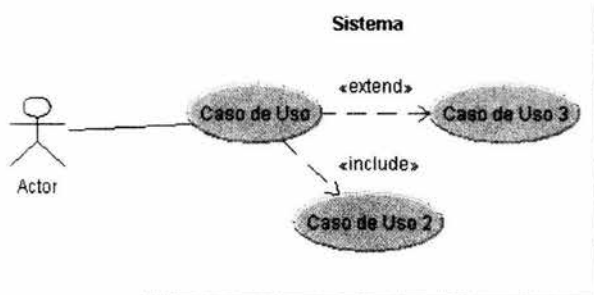 Sistema
«extend»
Caso de Uso
Caso de Uso 3
«include»
Actor
Caso de Uso 2